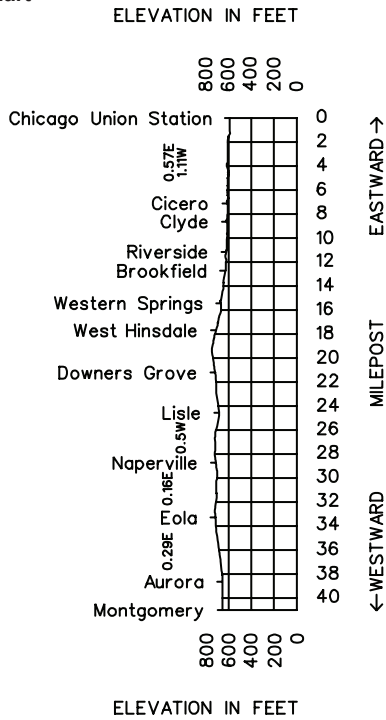 ELEVATION IN FEET
800 600 400 200 0
Chicago Union Station 0
2
0.57E
1.11W
4
6
Cicero 8
Clyde
10
Riverside 12
Brookfield
14
Western Springs 16
West Hinsdale 18
20
Downers Grove 22
24
Lisle
26
0.5W
28
Naperville 30
0.16E
32
Eola 34
0.29E
36
Aurora 38
40
Montgomery
EASTWARD →
MILEPOST
← WESTWARD
800 600 400 200 0
ELEVATION IN FEET